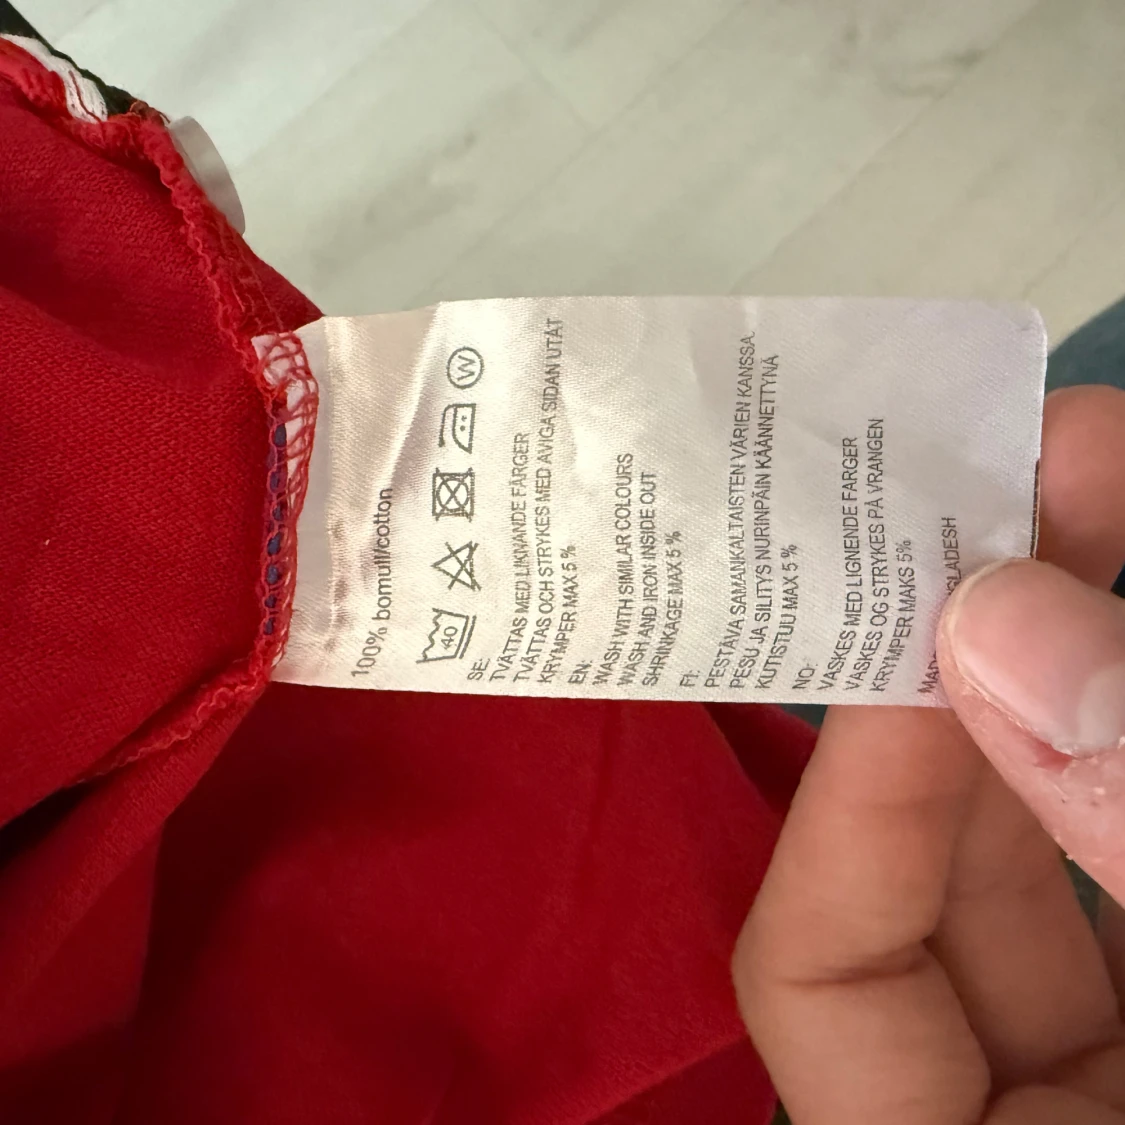 100% bomull/cotton
40 W
SE:
TVÄTTAS MED LIKNANDE FÄRGER
TVÄTTAS OCH STRYKES MED AVIGA SIDAN UTÅT
KRYMPER MAX 5 %
EN:
WASH WITH SIMILAR COLOURS
WASH AND IRON INSIDE OUT
SHRINKAGE MAX 5 %
FI:
PESTÄVÄ SAMANKALTAISTEN VÄRIEN KANSSA.
PESU JA SILITYS NURINPÄIN KÄÄNNETTYNÄ
KUTISTUU MAX 5 %
NO:
VASKES MED LIGNENDE FARGER
VASKES OG STRYKES PÅ VRANGEN
KRYMPER MAKS 5%